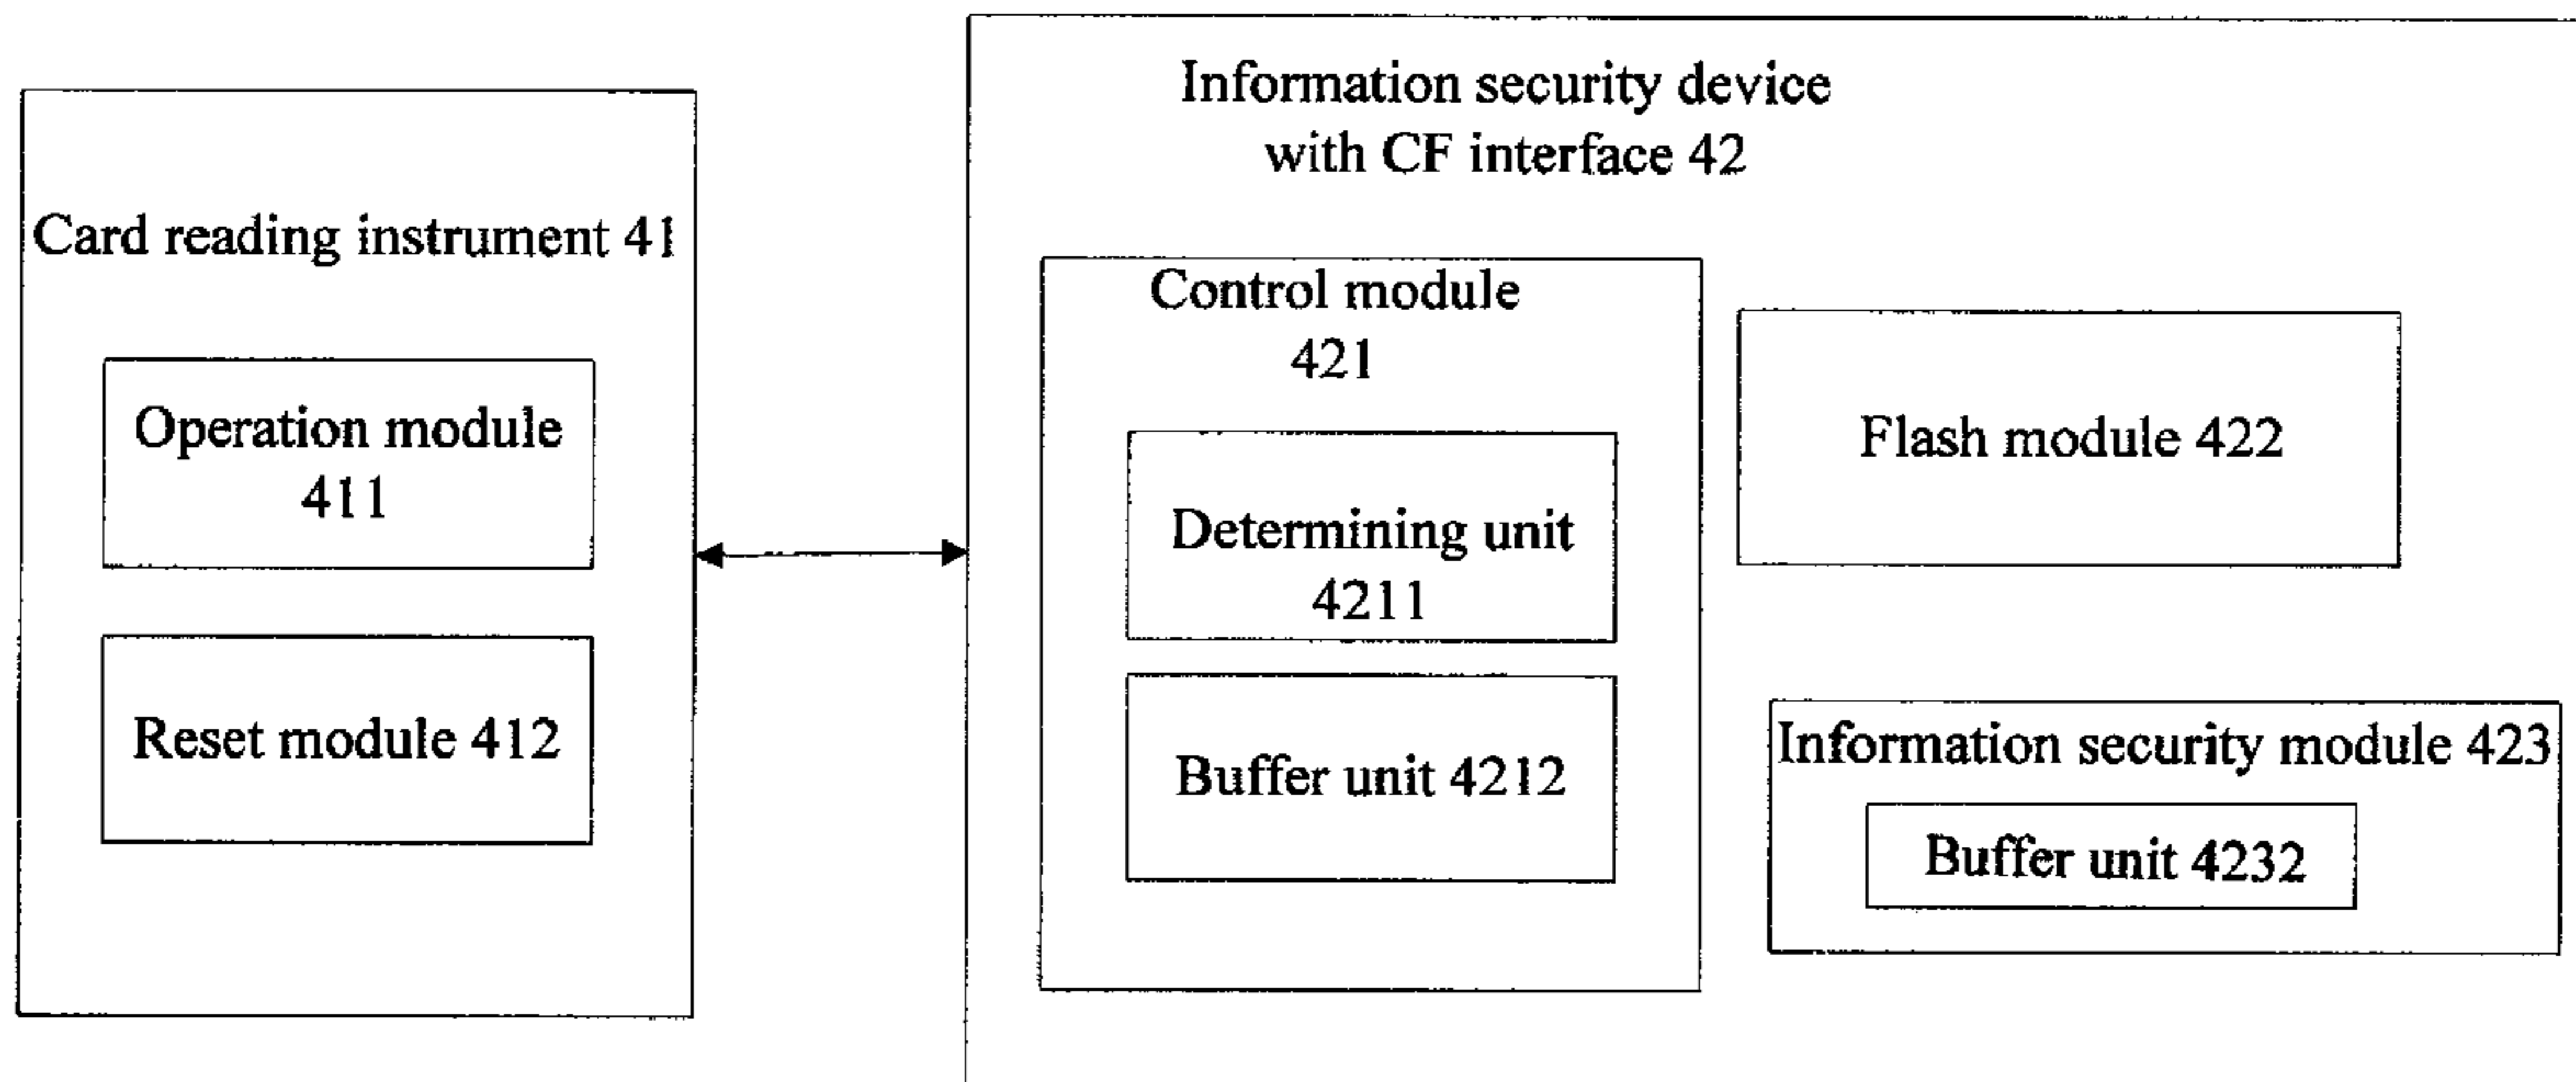 Card reading instrument 41
Operation module
411
Reset module 412
Information security device
with CF interface 42
Control module
421
Determining unit
4211
Buffer unit 4212
Flash module 422
Information security module 423
Buffer unit 4232